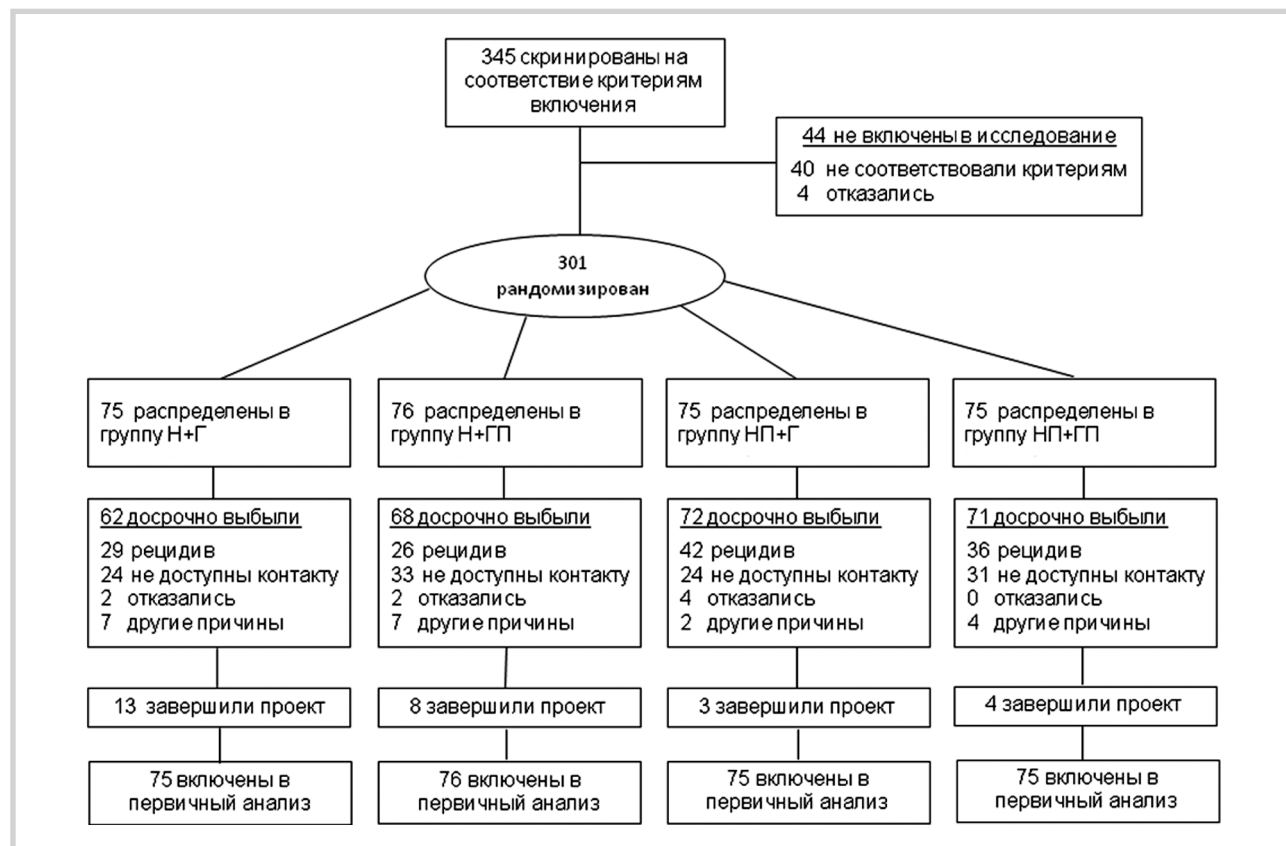 345 скринированы на
соответствие критериям
включения
44 не включены в исследование
40 не соответствовали критериям
4 отказались
301
рандомизирован
75 распределены в
группу Н+Г
62 досрочно выбыли
29 рецидив
24 не доступны контакту
2 отказались
7 другие причины
13 завершили проект
75 включены в
первичный анализ
76 распределены в
группу Н+ГП
68 досрочно выбыли
26 рецидив
33 не доступны контакту
2 отказались
7 другие причины
8 завершили проект
76 включены в
первичный анализ
75 распределены в
группу НП+Г
72 досрочно выбыли
42 рецидив
24 не доступны контакту
4 отказались
2 другие причины
3 завершили проект
75 включены в
первичный анализ
75 распределены в
группу НП+ГП
71 досрочно выбыли
36 рецидив
31 не доступны контакту
0 отказались
4 другие причины
4 завершили проект
75 включены в
первичный анализ